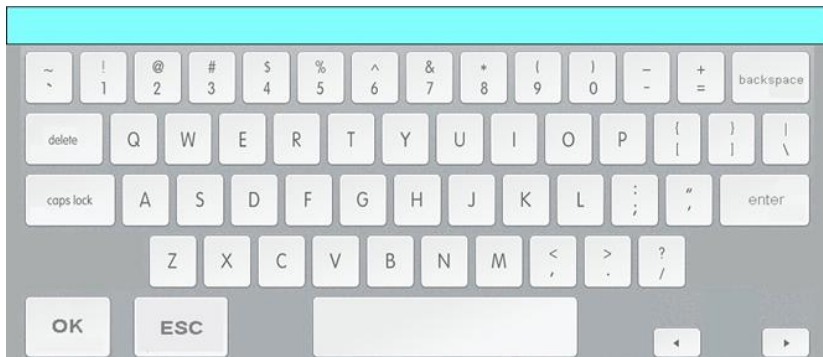 ~ ! @ # $ % ^ & * ( ) – +
` 1 2 3 4 5 6 7 8 9 0 - = backspace
delete Q W E R T Y U I O P { [ } ] | \
caps lock A S D F G H J K L : ; " ' enter
Z X C V B N M < , > . ? /
OK ESC ◂ ▸